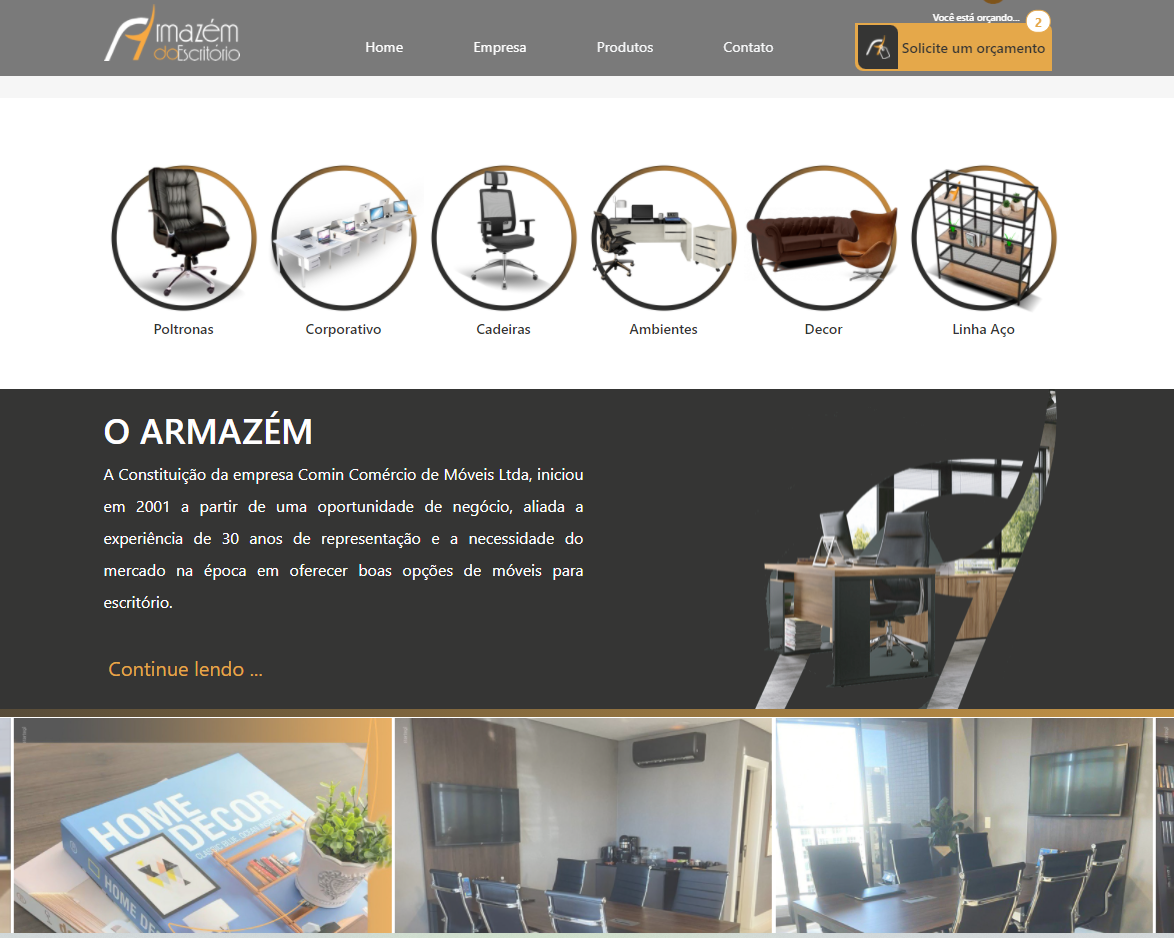 Armazém
do Escritório
Home
Empresa
Produtos
Contato
Você está orçando...
2
Solicite um orçamento
Poltronas
Corporativo
Cadeiras
Ambientes
Decor
Linha Aço
O ARMAZÉM
A Constituição da empresa Comin Comércio de Móveis Ltda, iniciou
em 2001 a partir de uma oportunidade de negócio, aliada a
experiência de 30 anos de representação e a necessidade do
mercado na época em oferecer boas opções de móveis para
escritório.
Continue lendo ...
HOME
DECOR
HOME DE